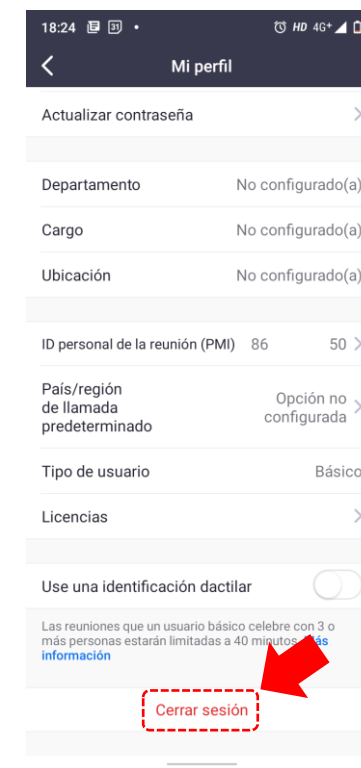 18:24 31 HD 4G+
Mi perfil
Actualizar contraseña
Departamento No configurado(a)
Cargo No configurado(a)
Ubicación No configurado(a)
ID personal de la reunión (PMI) 86 50
País/región Opción no
de llamada configurada
predeterminado
Tipo de usuario Básico
Licencias
Use una identificación dactilar
Las reuniones que un usuario básico celebre con 3 o
más personas estarán limitadas a 40 minutos.
información
Cerrar sesión